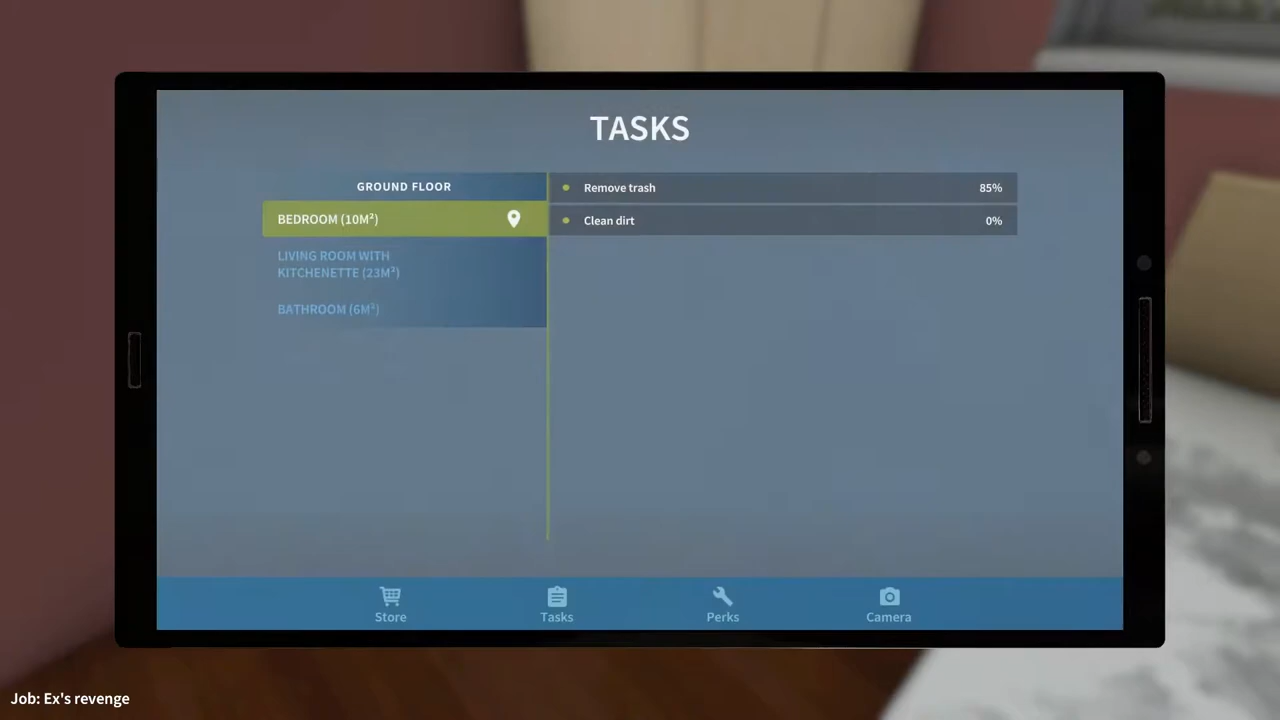 TASKS
GROUND FLOOR
BEDROOM (10M²)
LIVING ROOM WITH
KITCHENETTE (23M²)
BATHROOM (6M²)
Remove trash 85%
Clean dirt 0%
Store
Tasks
Perks
Camera
Job: Ex's revenge